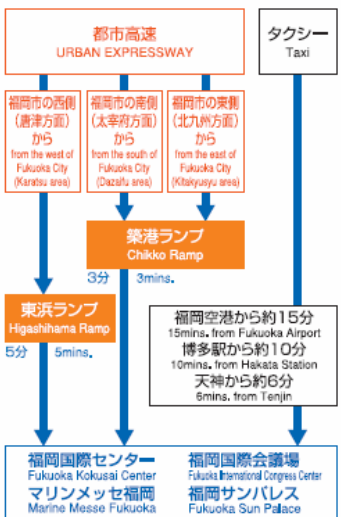 都市高速
URBAN EXPRESSWAY
タクシー
Taxi
福岡市の西側
(唐津方面)
から
from the west of
Fukuoka City
(Karatsu area)
福岡市の南側
(太宰府方面)
から
from the south of
Fukuoka City
(Dazaifu area)
福岡市の東側
(北九州方面)
から
from the east of
Fukuoka City
(Kitakyusyu area)
築港ランプ
Chikko Ramp
3分 3mins.
東浜ランプ
Higashihama Ramp
5分 5mins.
福岡空港から約15分
15mins. from Fukuoka Airport
博多駅から約10分
10mins. from Hakata Station
天神から約6分
6mins. from Tenjin
福岡国際センター
Fukuoka Kokusai Center
マリンメッセ福岡
Marine Messe Fukuoka
福岡国際会議場
Fukuoka International Congress Center
福岡サンパレス
Fukuoka Sun Palace